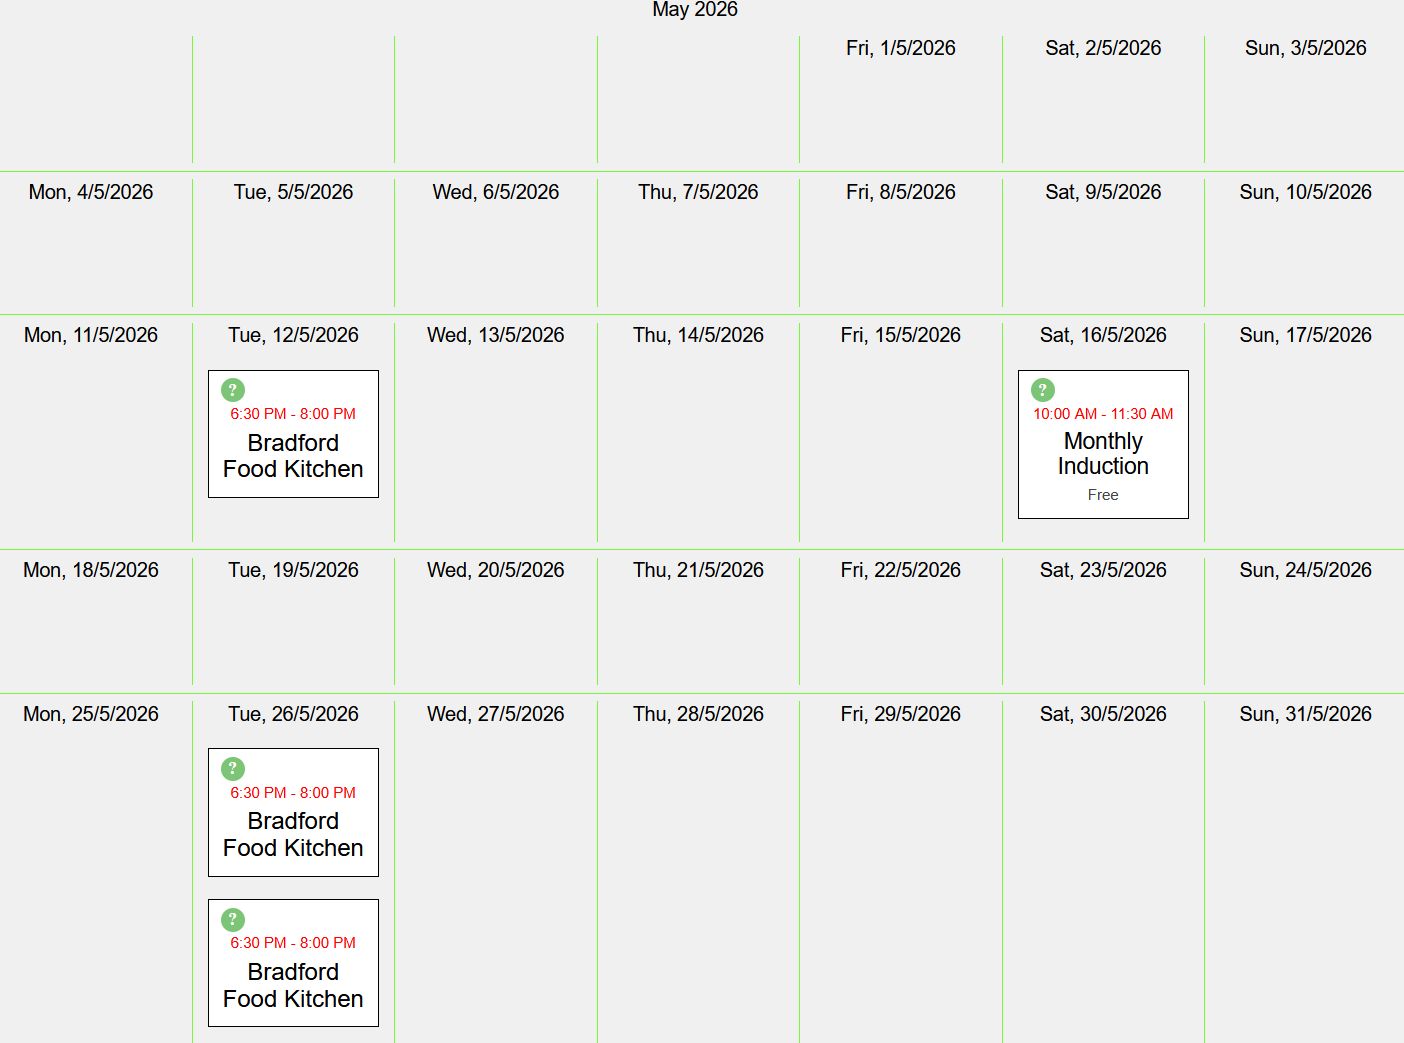 May 2026
Fri, 1/5/2026
Sat, 2/5/2026
Sun, 3/5/2026
Mon, 4/5/2026
Tue, 5/5/2026
Wed, 6/5/2026
Thu, 7/5/2026
Fri, 8/5/2026
Sat, 9/5/2026
Sun, 10/5/2026
Mon, 11/5/2026
Tue, 12/5/2026
?
6:30 PM - 8:00 PM
Bradford
Food Kitchen
Wed, 13/5/2026
Thu, 14/5/2026
Fri, 15/5/2026
Sat, 16/5/2026
?
10:00 AM - 11:30 AM
Monthly
Induction
Free
Sun, 17/5/2026
Mon, 18/5/2026
Tue, 19/5/2026
Wed, 20/5/2026
Thu, 21/5/2026
Fri, 22/5/2026
Sat, 23/5/2026
Sun, 24/5/2026
Mon, 25/5/2026
Tue, 26/5/2026
?
6:30 PM - 8:00 PM
Bradford
Food Kitchen
?
6:30 PM - 8:00 PM
Bradford
Food Kitchen
Wed, 27/5/2026
Thu, 28/5/2026
Fri, 29/5/2026
Sat, 30/5/2026
Sun, 31/5/2026